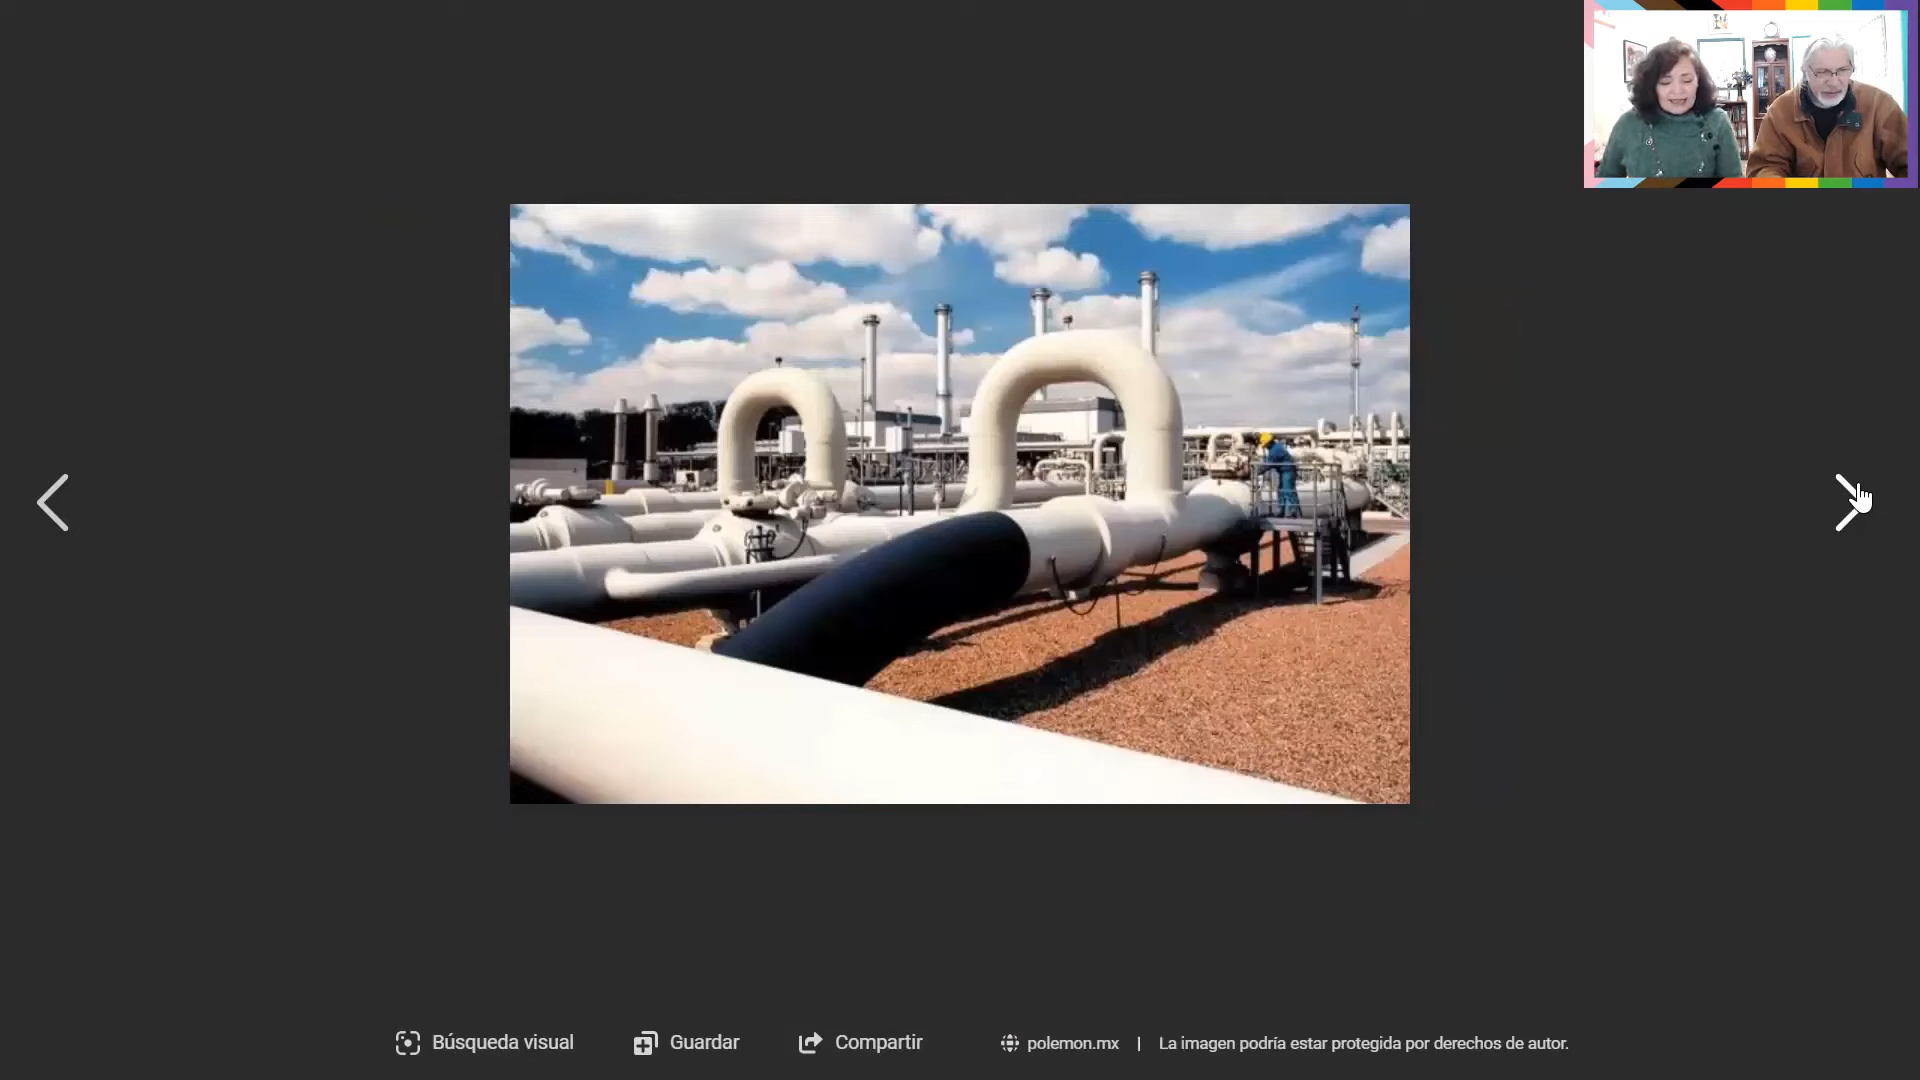 Búsqueda visual
Guardar
Compartir
polemon.mx | La imagen podría estar protegida por derechos de autor.